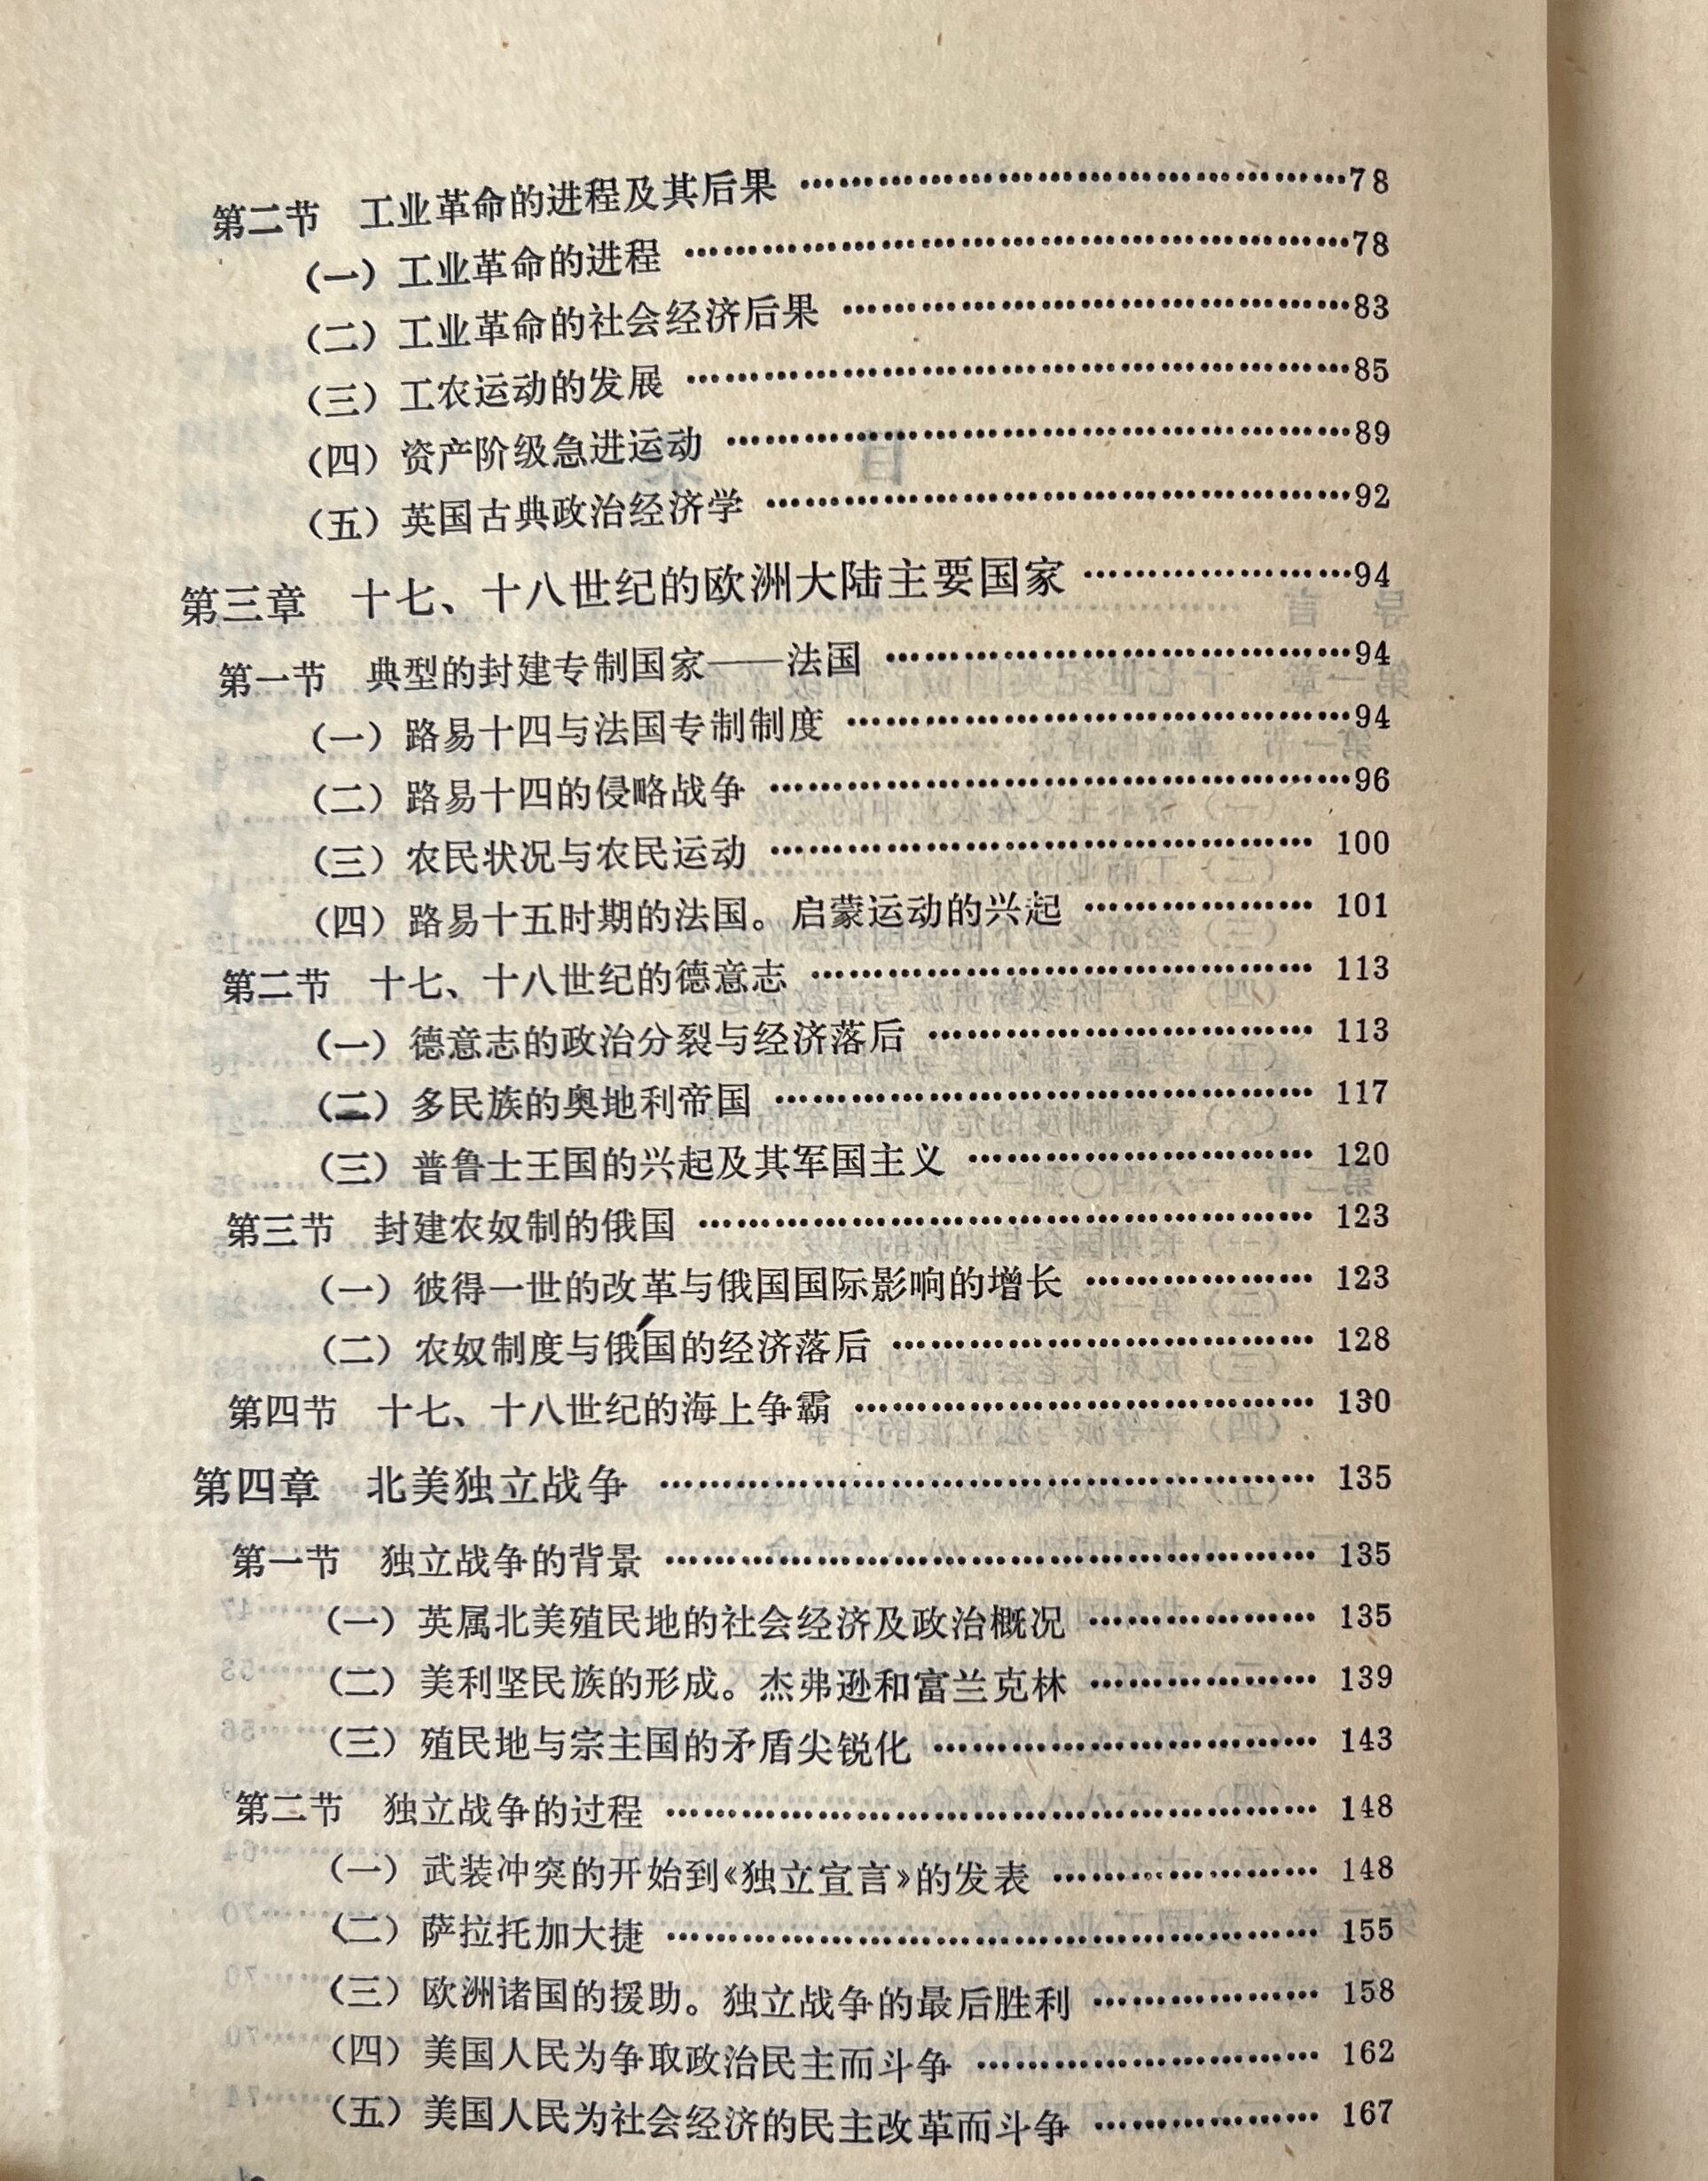 第二节 工业革命的进程及其后果 ……………………………………78
(一) 工业革命的进程 ……………………………………78
(二) 工业革命的社会经济后果 ……………………………………83
(三) 工农运动的发展 ……………………………………85
(四) 资产阶级急进运动 ……………………………………89
(五) 英国古典政治经济学 ……………………………………92
第三章 十七、十八世纪的欧洲大陆主要国家 …………………94
第一节 典型的封建专制国家——法国 ……………………………94
(一) 路易十四与法国专制制度 ……………………………94
(二) 路易十四的侵略战争 ……………………………96
(三) 农民状况与农民运动 …………………………… 100
(四) 路易十五时期的法国。启蒙运动的兴起 ……………… 101
第二节 十七、十八世纪的德意志 …………………………… 113
(一) 德意志的政治分裂与经济落后 ……………………… 113
(二) 多民族的奥地利帝国 …………………………… 117
(三) 普鲁士王国的兴起及其军国主义 …………………… 120
第三节 封建农奴制的俄国 ………………………………… 123
(一) 彼得一世的改革与俄国国际影响的增长 ……………… 123
(二) 农奴制度与俄国的经济落后 ……………………… 128
第四节 十七、十八世纪的海上争霸 ………………………… 130
第四章 北美独立战争 ………………………………… 135
第一节 独立战争的背景 ………………………………… 135
(一) 英属北美殖民地的社会经济及政治概况 ……………… 135
(二) 美利坚民族的形成。杰弗逊和富兰克林 ……………… 139
(三) 殖民地与宗主国的矛盾尖锐化 ……………………… 143
第二节 独立战争的过程 ………………………………… 148
(一) 武装冲突的开始到《独立宣言》的发表 ……………… 148
(二) 萨拉托加大捷 ………………………………… 155
(三) 欧洲诸国的援助。独立战争的最后胜利 ……………… 158
(四) 美国人民为争取政治民主而斗争 …………………… 162
(五) 美国人民为社会经济的民主改革而斗争 ……………… 167